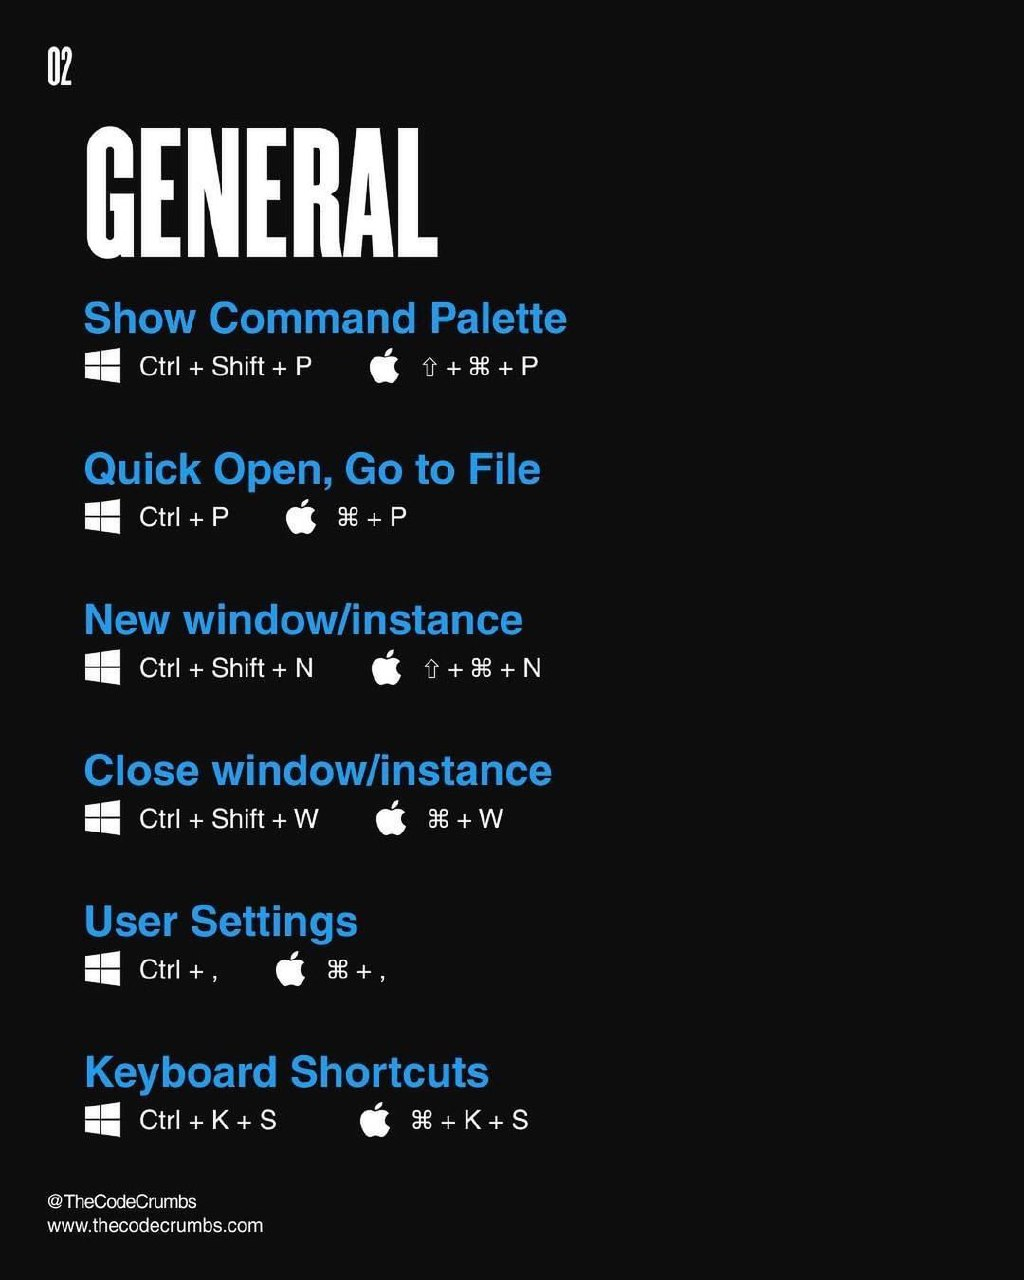 02
GENERAL
Show Command Palette
Ctrl + Shift + P ⇧ + ⌘ + P
Quick Open, Go to File
Ctrl + P ⌘ + P
New window/instance
Ctrl + Shift + N ⇧ + ⌘ + N
Close window/instance
Ctrl + Shift + W ⌘ + W
User Settings
Ctrl + , ⌘ + ,
Keyboard Shortcuts
Ctrl + K + S ⌘ + K + S
@TheCodeCrumbs
www.thecodecrumbs.com